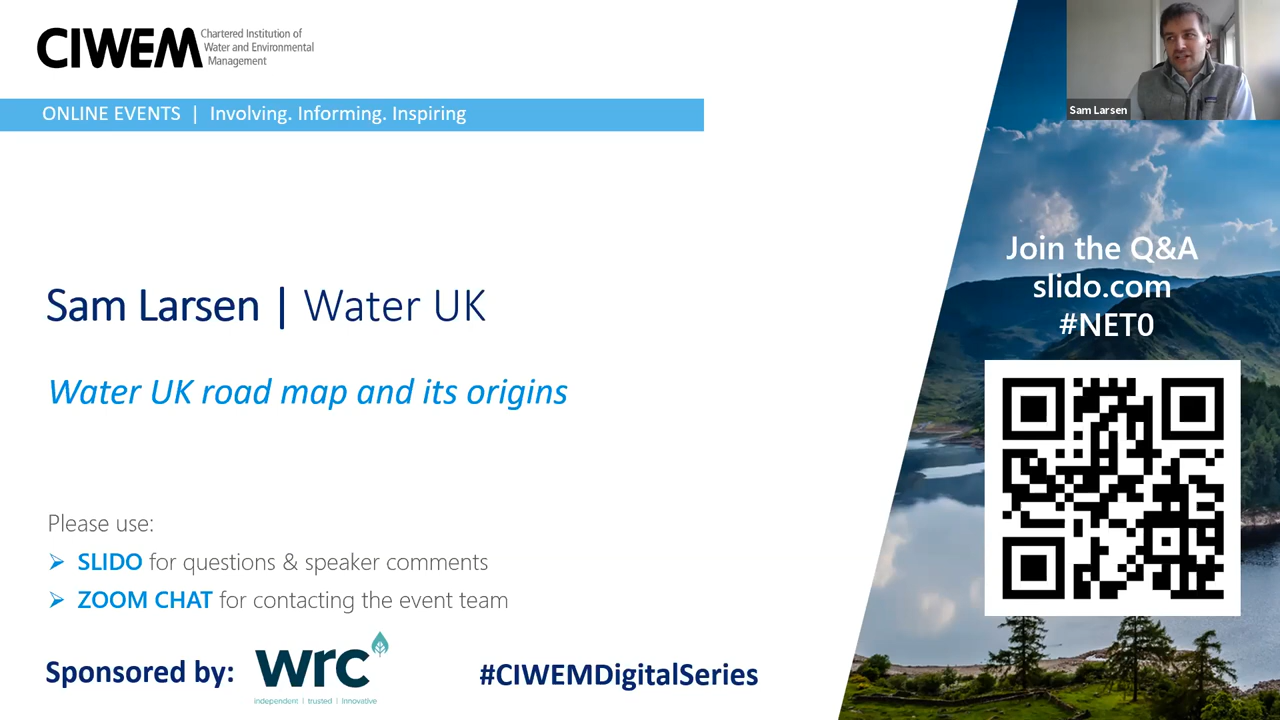 CIWEM
Chartered Institution of
Water and Environmental
Management
ONLINE EVENTS | Involving. Informing. Inspiring
Sam Larsen
Join the Q&A
slido.com
#NET0
Sam Larsen | Water UK
Water UK road map and its origins
Please use:
SLIDO for questions & speaker comments
ZOOM CHAT for contacting the event team
Sponsored by:
wrc
independent | trusted | innovative
#CIWEMDigitalSeries